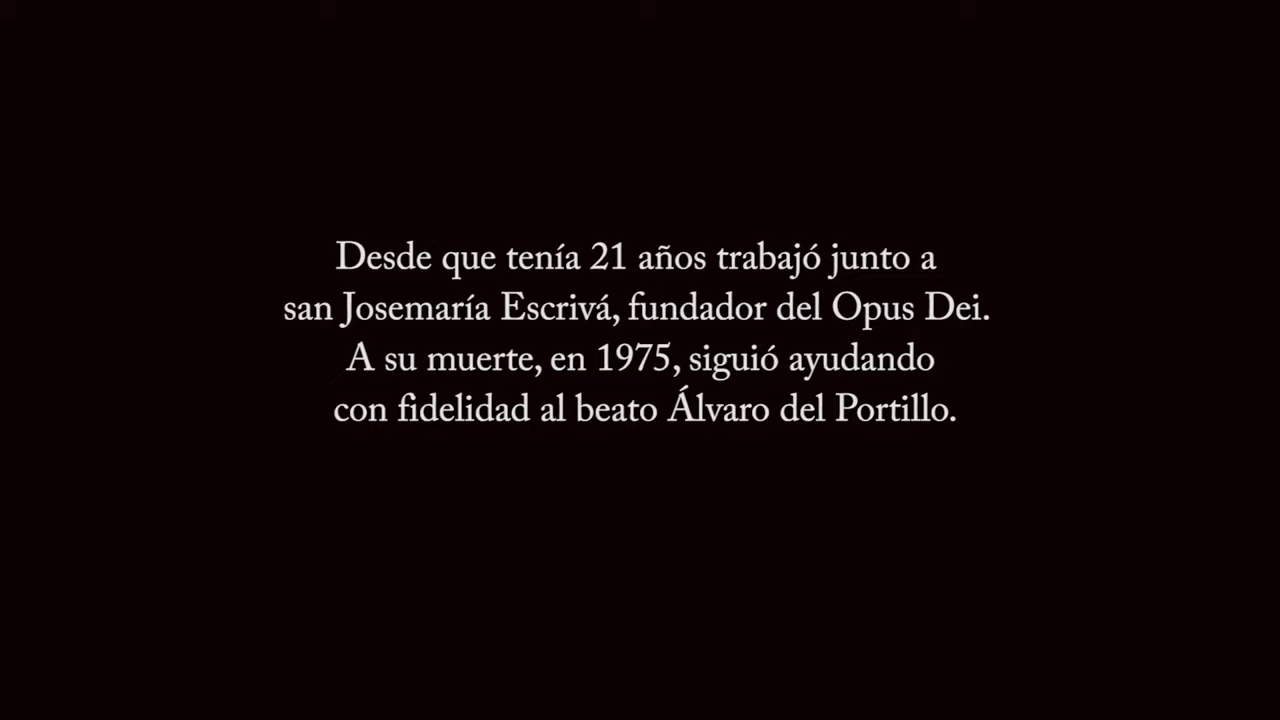 Desde que tenía 21 años trabajó junto a
san Josemaría Escrivá, fundador del Opus Dei.
A su muerte, en 1975, siguió ayudando
con fidelidad al beato Álvaro del Portillo.